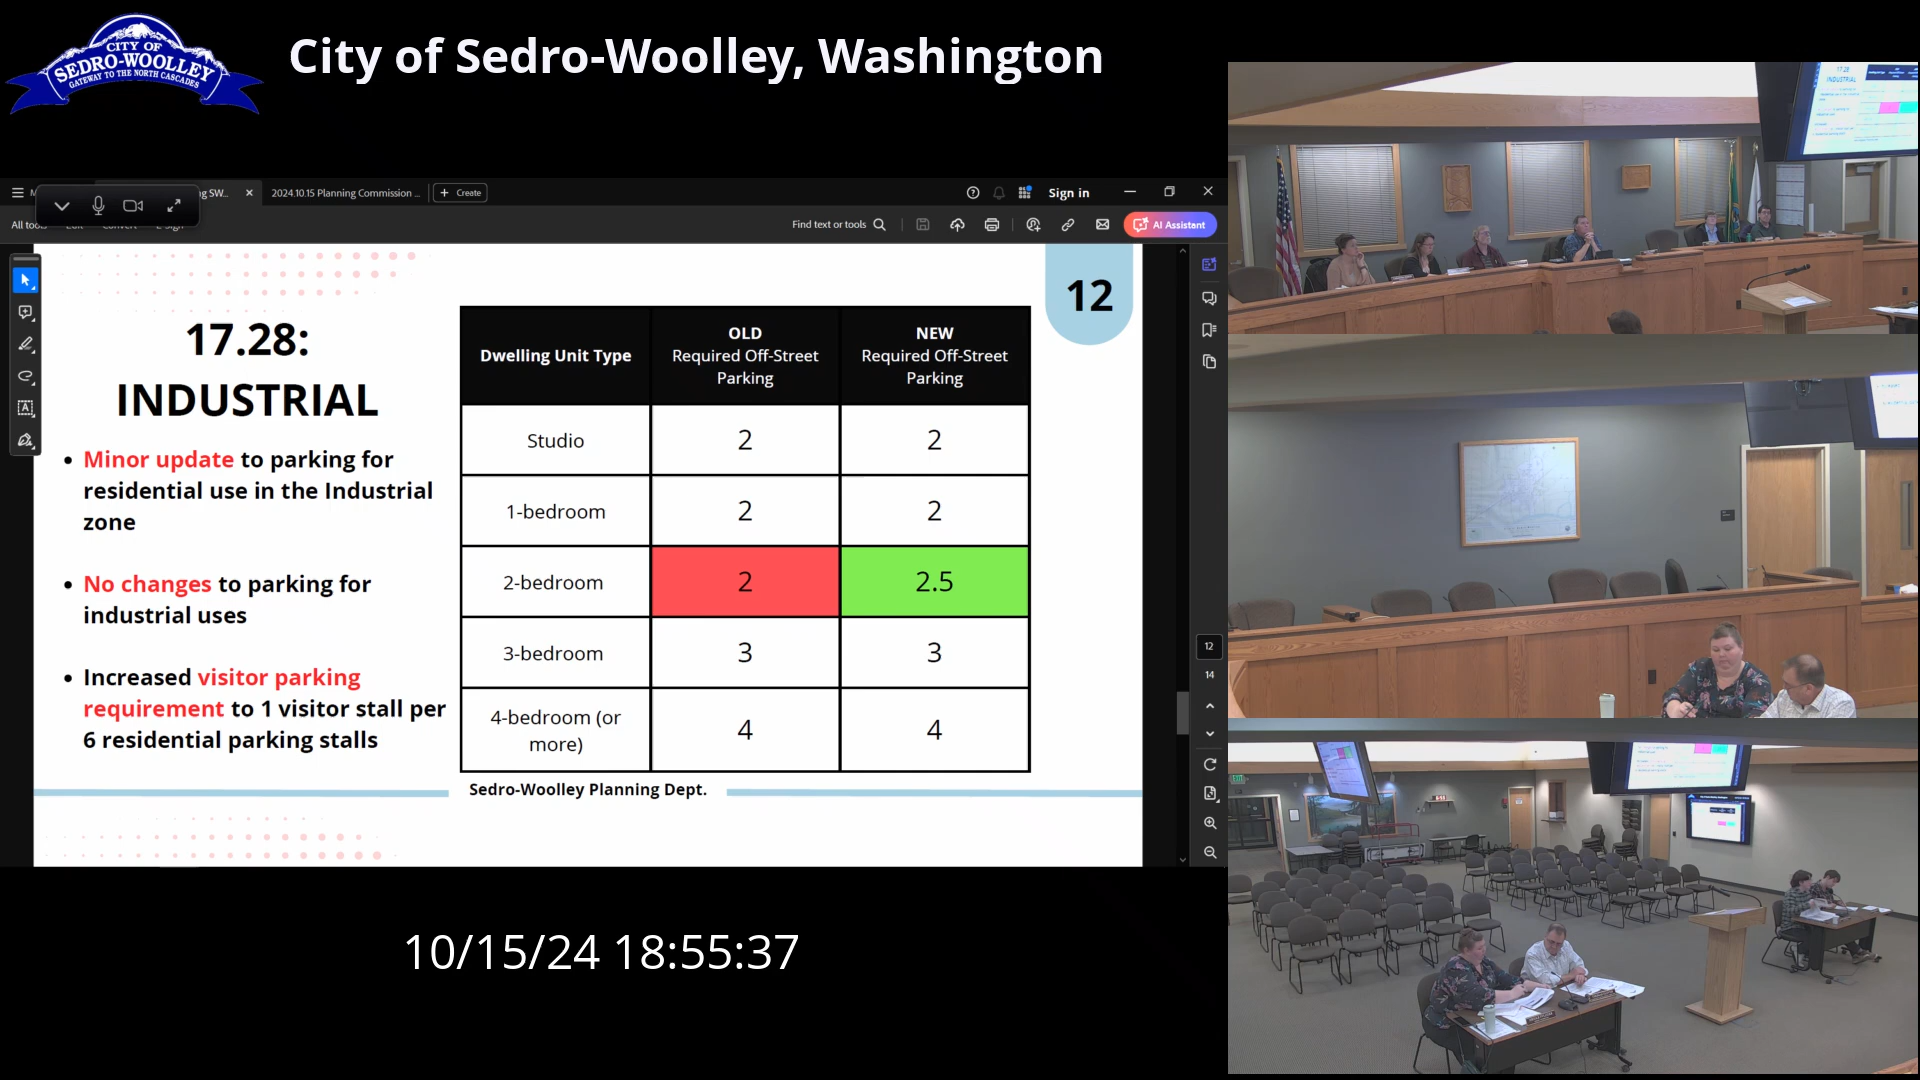 CITY OF
SEDRO-WOOLLEY
GATEWAY TO THE NORTH CASCADES
City of Sedro-Woolley, Washington
2024.10.15 Planning Commission ...
Create
Sign in
Find text or tools
AI Assistant
12
17.28:
INDUSTRIAL
Minor update to parking for
residential use in the Industrial
zone
No changes to parking for
industrial uses
Increased visitor parking
requirement to 1 visitor stall per
6 residential parking stalls
Dwelling Unit Type
OLD
Required Off-Street
Parking
NEW
Required Off-Street
Parking
Studio
2
2
1-bedroom
2
2
2-bedroom
2
2.5
3-bedroom
3
3
4-bedroom (or
more)
4
4
Sedro-Woolley Planning Dept.
12
14
10/15/24 18:55:37
17.28:
INDUSTRIAL